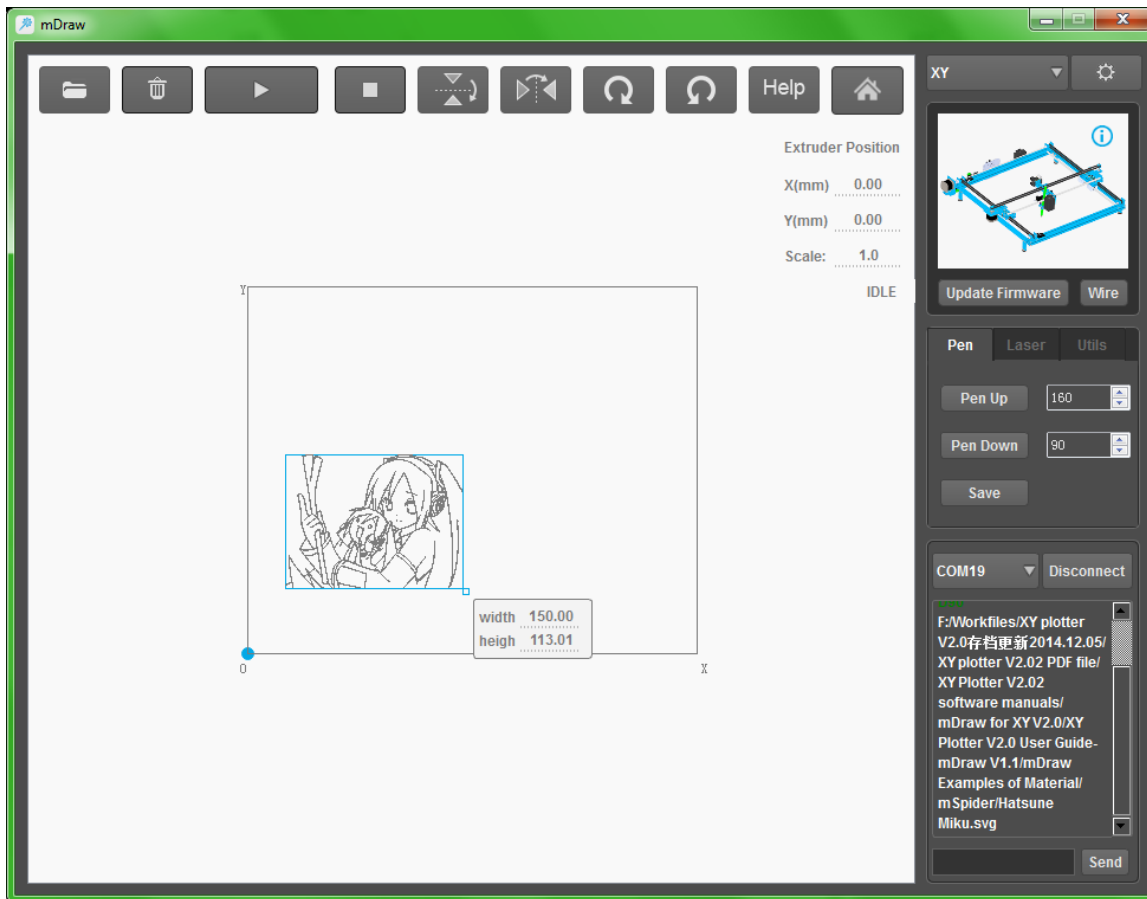 mDraw
Help
Extruder Position
X(mm) 0.00
Y(mm) 0.00
Scale: 1.0
IDLE
Y
width 150.00
heigh 113.01
O
X
XY
Update Firmware Wire
Pen Laser Utils
Pen Up 160
Pen Down 90
Save
COM19 Disconnect
F:/Workfiles/XY plotter
V2.0存档更新2014.12.05/
XY plotter V2.02 PDF file/
XY Plotter V2.02
software manuals/
mDraw for XY V2.0/XY
Plotter V2.0 User Guide-
mDraw V1.1/mDraw
Examples of Material/
mSpider/Hatsune
Miku.svg
Send